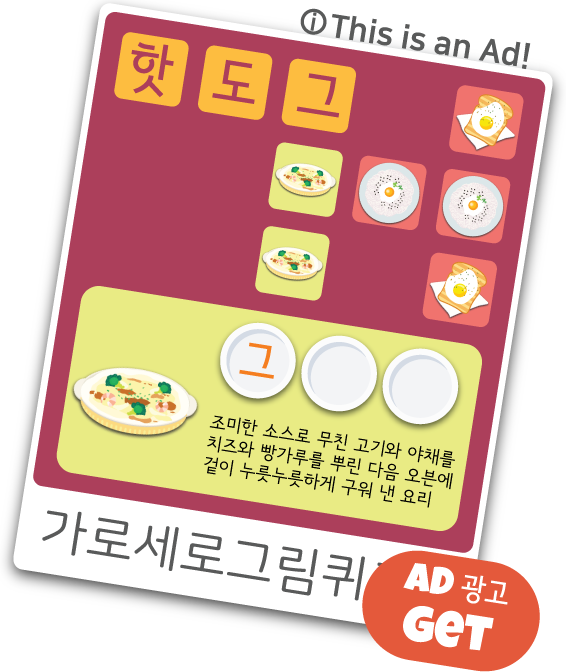 ⓘ This is an Ad!
핫 도 그
그
조미한 소스로 무친 고기와 야채를
치즈와 빵가루를 뿌린 다음 오븐에
겉이 누릇누릇하게 구워 낸 요리
가로세로그림퀴
AD 광고
GET